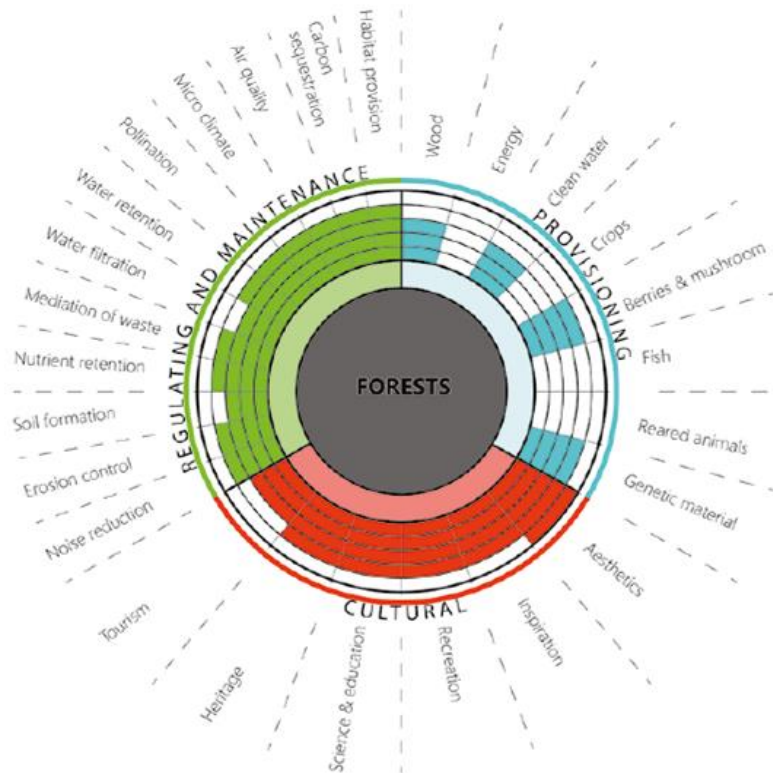 Habitat provision
Carbon
sequestration
Air quality
Micro climate
Pollination
Water retention
Water filtration
Mediation of waste
Nutrient retention
Soil formation
Erosion control
Noise reduction
Wood
Energy
Clean water
Crops
Berries & mushroom
Fish
Reared animals
Genetic material
Aesthetics
Inspiration
Recreation
Science & education
Heritage
Tourism
REGULATING AND MAINTENANCE
PROVISIONING
CULTURAL
FORESTS